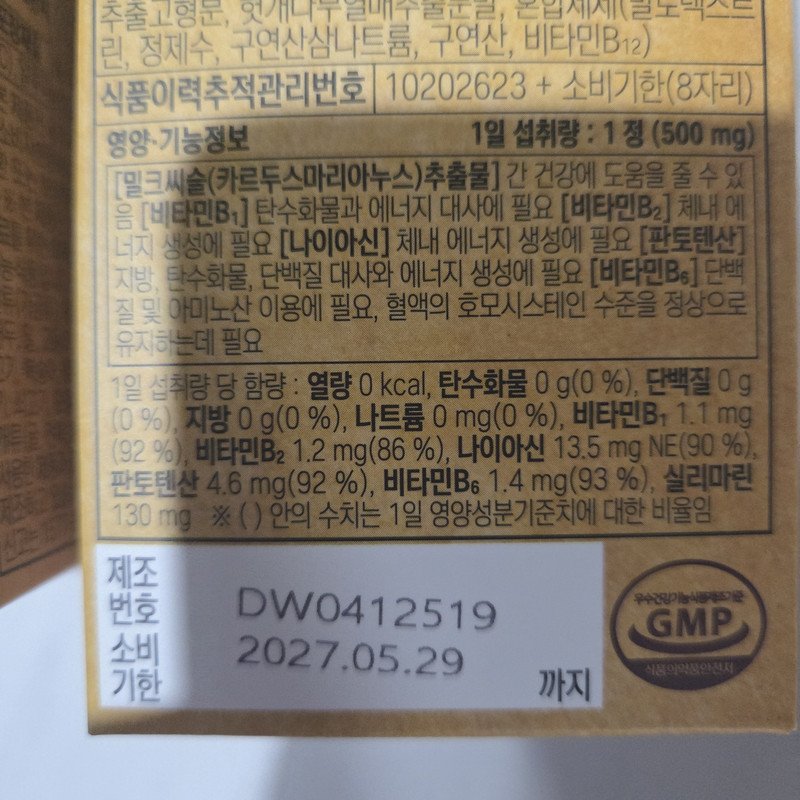 추출고형분, 헛개나무열매추출분말, 혼합제제(말토덱스트
린, 정제수, 구연산삼나트륨, 구연산, 비타민B₁₂)
식품이력추적관리번호 10202623 + 소비기한(8자리)
영양·기능정보 1일 섭취량 : 1 정 (500 mg)
[밀크씨슬(카르두스마리아누스)추출물] 간 건강에 도움을 줄 수 있
음 [비타민B₁] 탄수화물과 에너지 대사에 필요 [비타민B₂] 체내 에
너지 생성에 필요 [나이아신] 체내 에너지 생성에 필요 [판토텐산]
지방, 탄수화물, 단백질 대사와 에너지 생성에 필요 [비타민B₆] 단백
질 및 아미노산 이용에 필요, 혈액의 호모시스테인 수준을 정상으로
유지하는데 필요
1일 섭취량 당 함량 : 열량 0 kcal, 탄수화물 0 g(0 %), 단백질 0 g
(0 %), 지방 0 g(0 %), 나트륨 0 mg(0 %), 비타민B₁ 1.1 mg
(92 %), 비타민B₂ 1.2 mg(86 %), 나이아신 13.5 mg NE(90 %),
판토텐산 4.6 mg(92 %), 비타민B₆ 1.4 mg(93 %), 실리마린
130 mg ※ ( ) 안의 수치는 1일 영양성분기준치에 대한 비율임
제조
번호 DW0412519
소비 2027.05.29
기한 까지
우수건강기능식품제조기준
GMP
식품의약품안전처